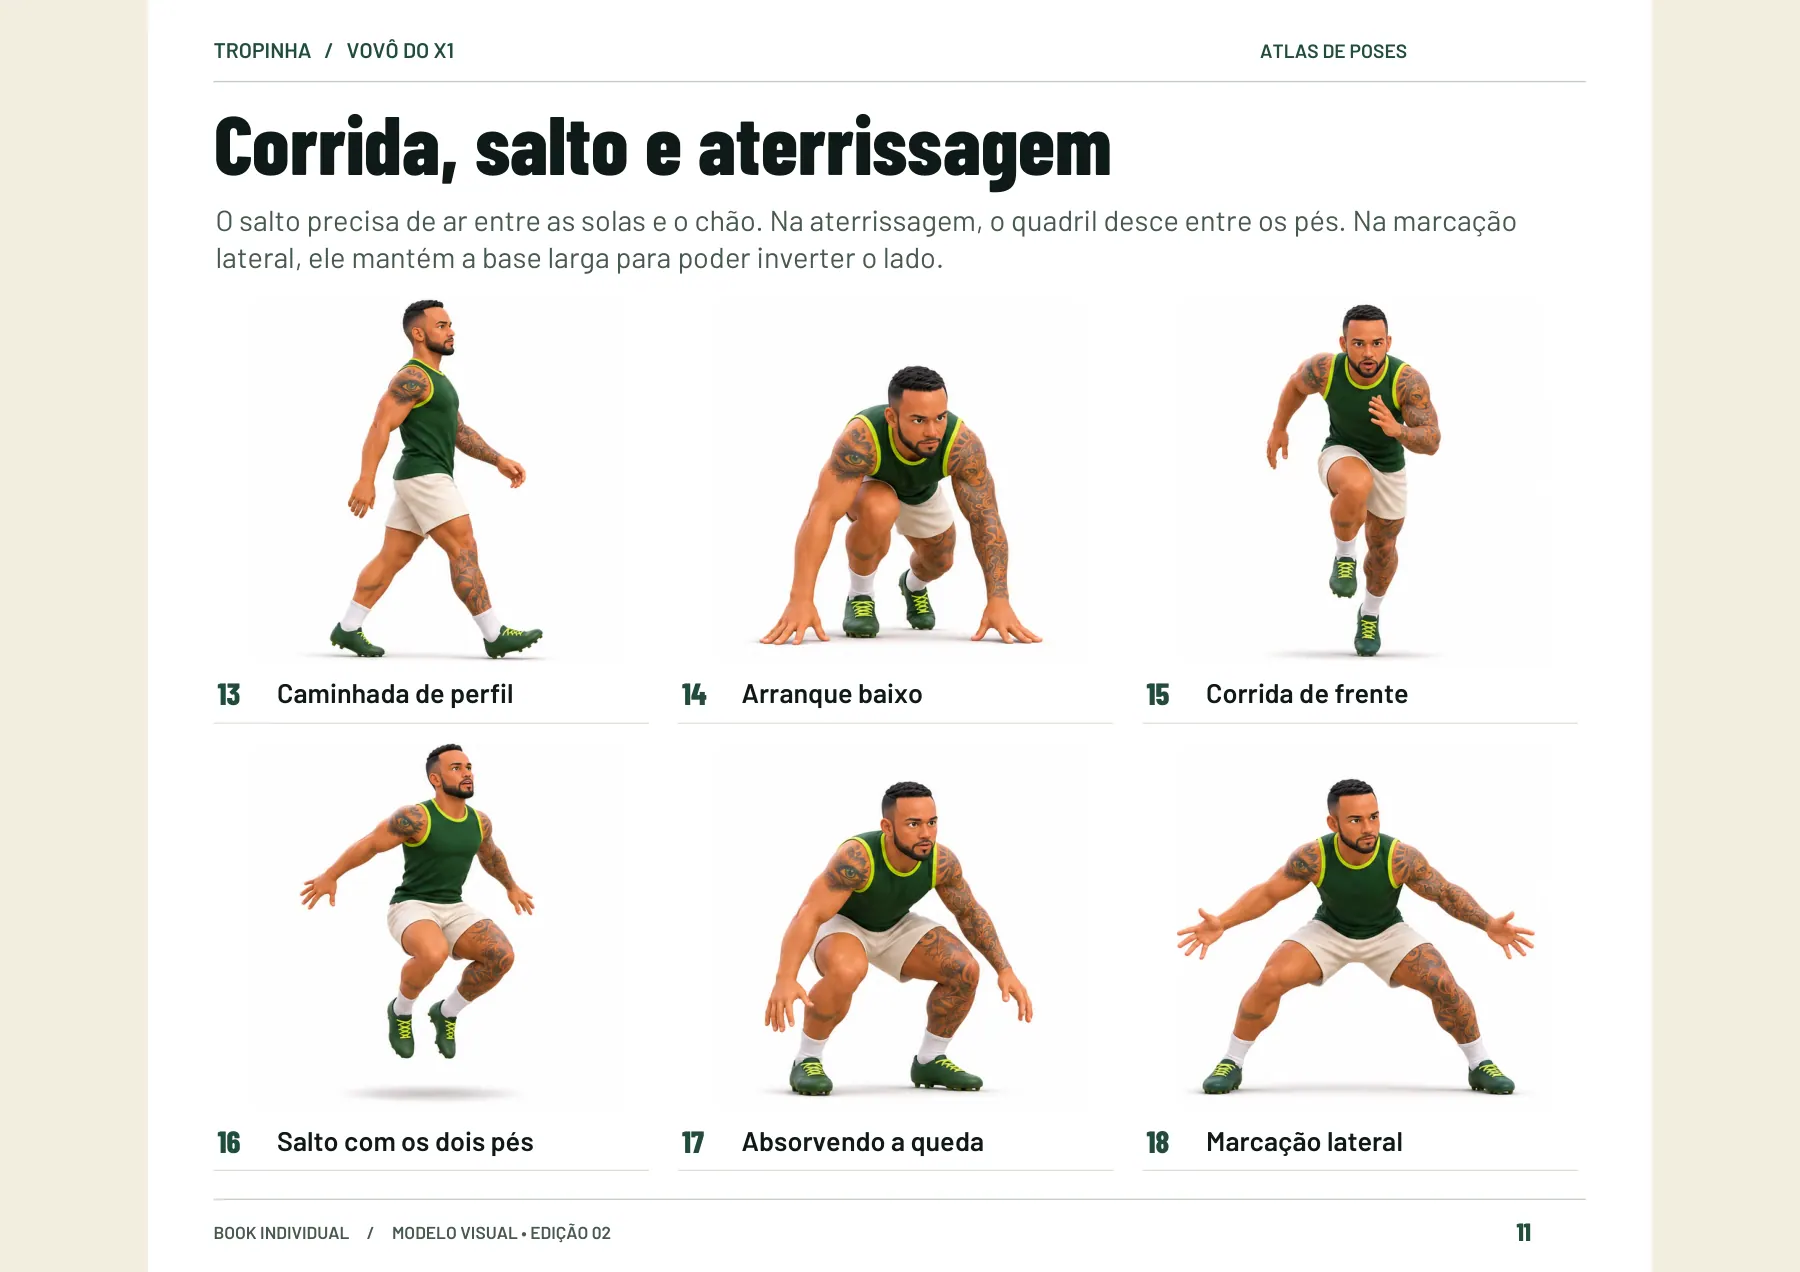 TROPINHA / VOVÔ DO X1
ATLAS DE POSES
Corrida, salto e aterrissagem
O salto precisa de ar entre as solas e o chão. Na aterrissagem, o quadril desce entre os pés. Na marcação
lateral, ele mantém a base larga para poder inverter o lado.
13 Caminhada de perfil
14 Arranque baixo
15 Corrida de frente
16 Salto com os dois pés
17 Absorvendo a queda
18 Marcação lateral
BOOK INDIVIDUAL / MODELO VISUAL • EDIÇÃO 02
11